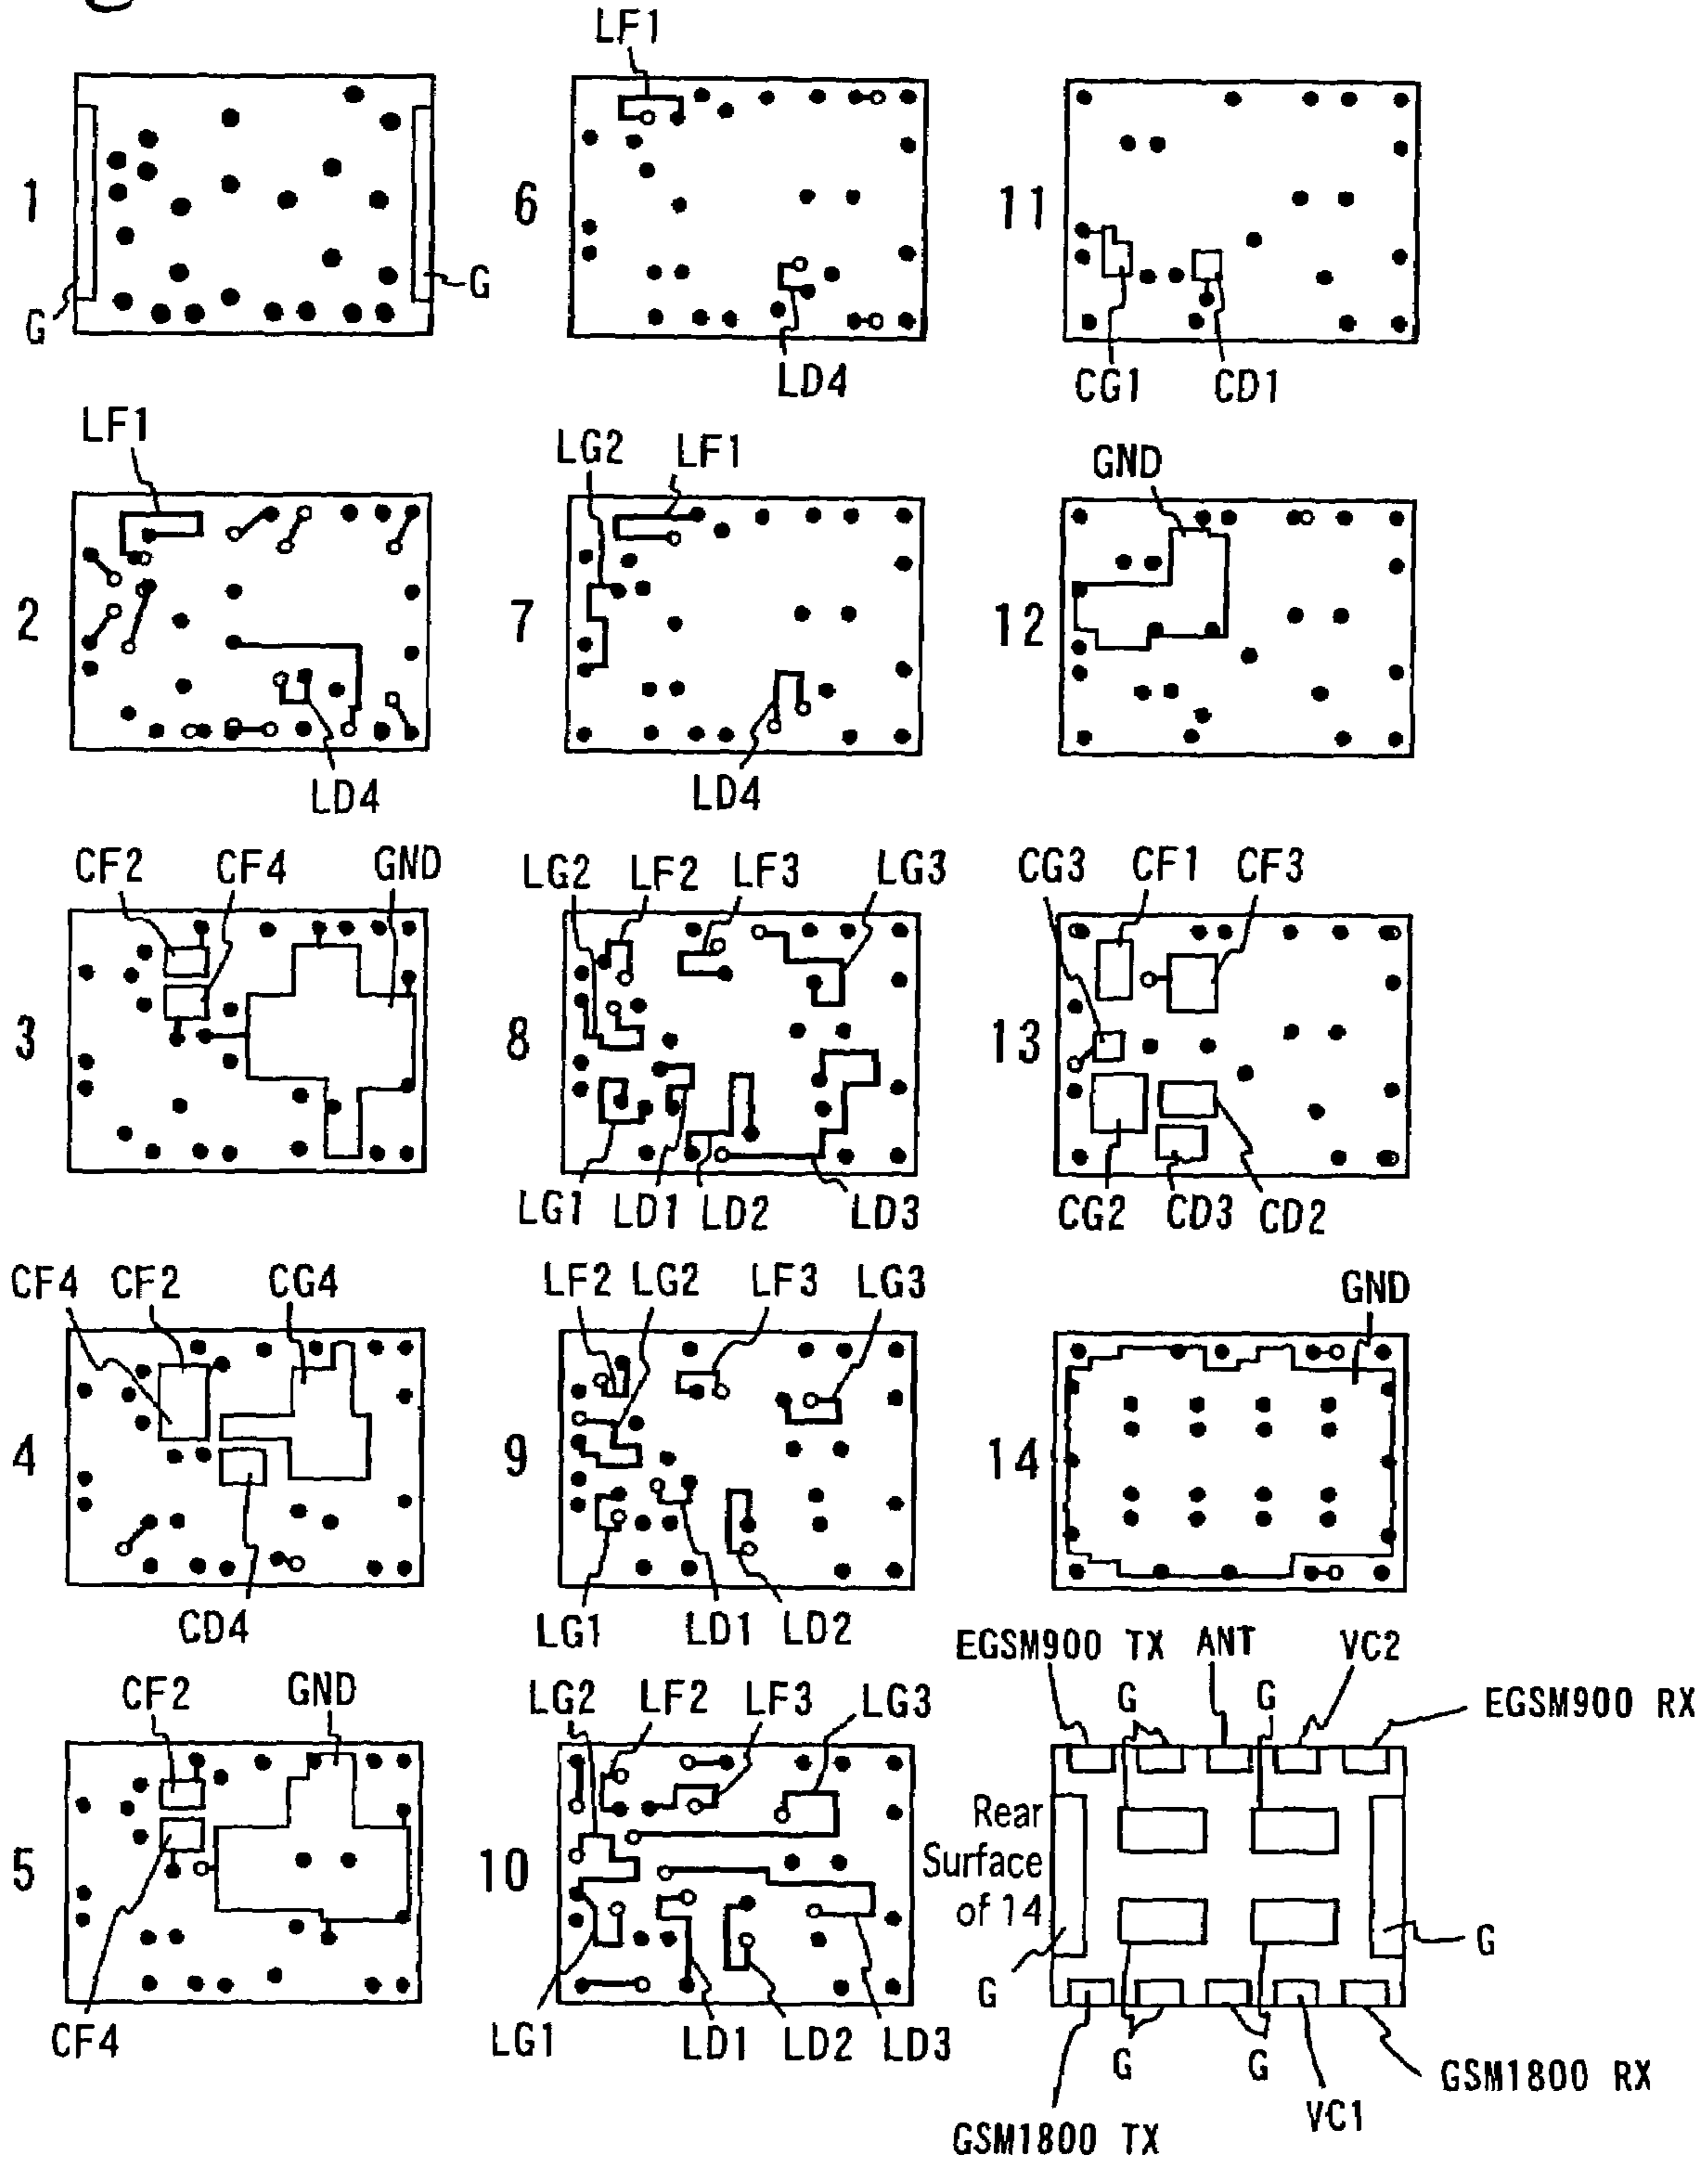 LF1
1
G
G
6
LD4
11
CG1
CD1
LF1
2
LD4
LG2
LF1
7
LD4
GND
12
CF2
CF4
GND
3
LG2
LF2
LF3
LG3
8
LG1
LD1
LD2
LD3
CG3
CF1
CF3
13
CG2
CD3
CD2
CF4
CF2
CG4
4
CD4
LF2
LG2
LF3
LG3
9
LG1
LD1
LD2
GND
14
CF2
GND
5
CF4
LG2
LF2
LF3
LG3
10
LG1
LD1
LD2
LD3
EGSM900 TX
ANT
VC2
G
G
EGSM900 RX
Rear
Surface
of 14
G
G
G
G
GSM1800 RX
VC1
GSM1800 TX